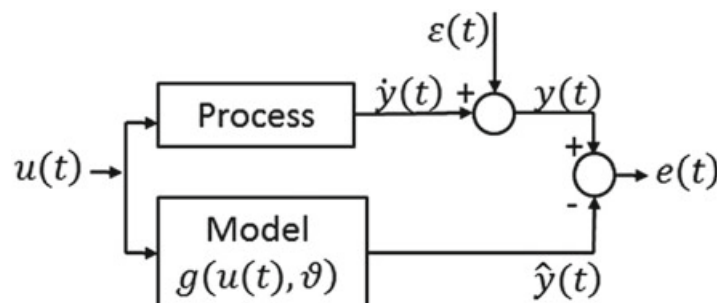 ε(t)
ẏ(t) + y(t)
Process
+
u(t) e(t)
-
Model
g(u(t), ϑ) ŷ(t)